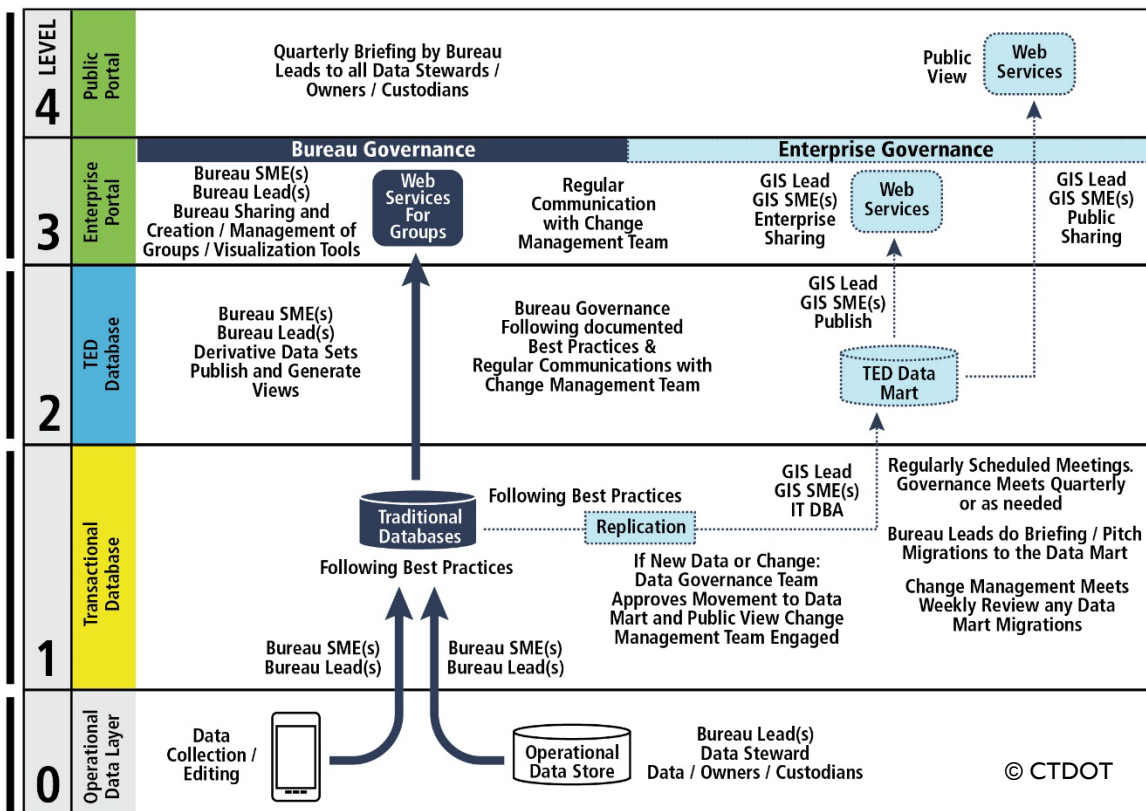 LEVEL
4
Public
Portal
Quarterly Briefing by Bureau
Leads to all Data Stewards /
Owners / Custodians
Public
View
Web
Services
Bureau Governance
Enterprise Governance
3
Enterprise
Portal
Bureau SME(s)
Bureau Lead(s)
Bureau Sharing and
Creation / Management of
Groups / Visualization Tools
Web
Services
For
Groups
Regular
Communication
with Change
Management Team
GIS Lead
GIS SME(s)
Enterprise
Sharing
Web
Services
GIS Lead
GIS SME(s)
Public
Sharing
2
TED
Database
Bureau SME(s)
Bureau Lead(s)
Derivative Data Sets
Publish and Generate
Views
Bureau Governance
Following documented
Best Practices &
Regular Communications with
Change Management Team
GIS Lead
GIS SME(s)
Publish
TED Data
Mart
1
Transactional
Database
Traditional
Databases
Following Best Practices
Following Best Practices
Replication
GIS Lead
GIS SME(s)
IT DBA
If New Data or Change:
Data Governance Team
Approves Movement to Data
Mart and Public View Change
Management Team Engaged
Regularly Scheduled Meetings.
Governance Meets Quarterly
or as needed
Bureau Leads do Briefing / Pitch
Migrations to the Data Mart
Change Management Meets
Weekly Review any Data
Mart Migrations
Bureau SME(s)
Bureau Lead(s)
Bureau SME(s)
Bureau Lead(s)
0
Operational
Data Layer
Data
Collection /
Editing
Operational
Data Store
Bureau Lead(s)
Data Steward
Data / Owners / Custodians
© CTDOT